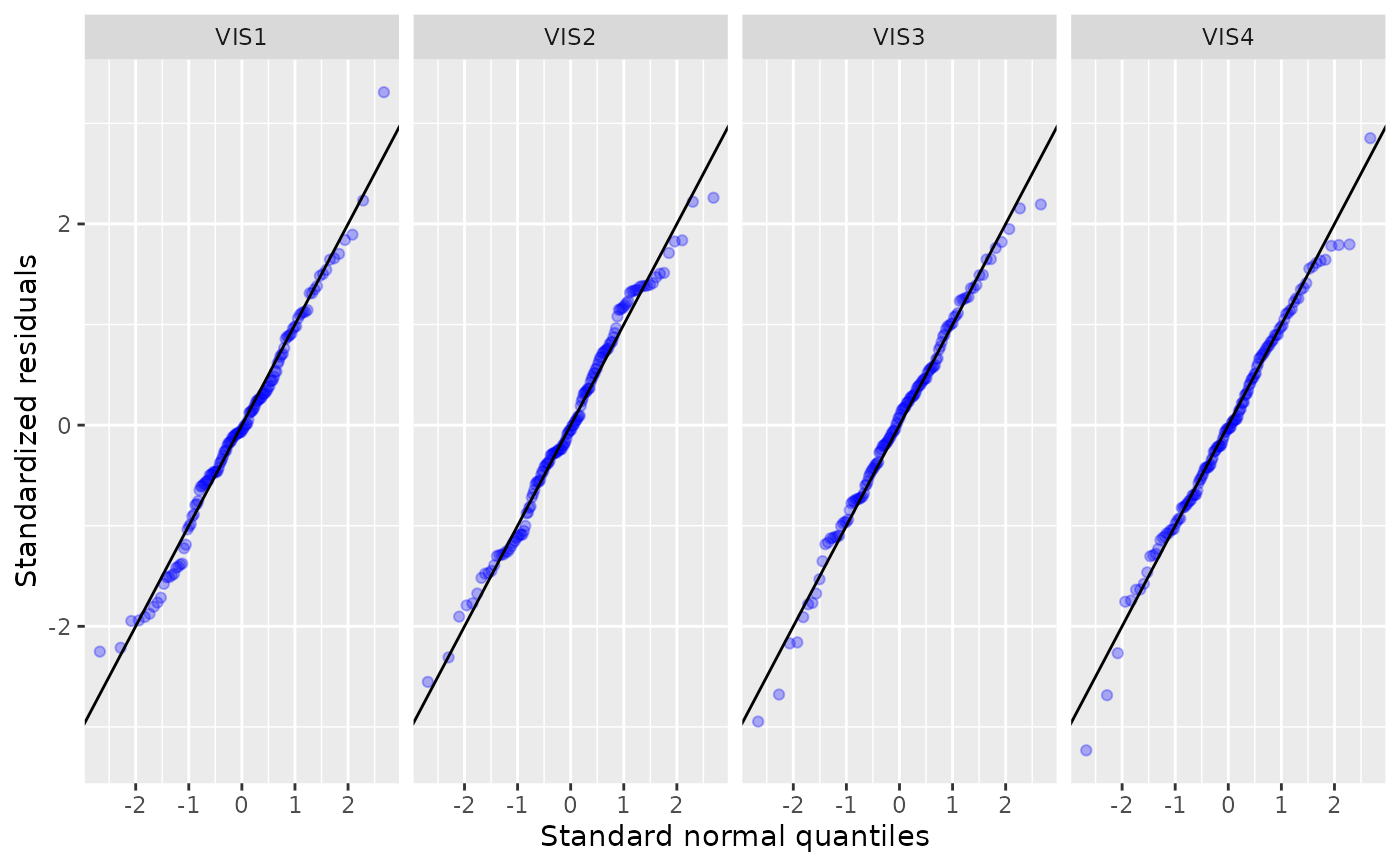 VIS1 VIS2 VIS3 VIS4
Standardized residuals
2
0
-2
-2 -1 0 1 2 -2 -1 0 1 2 -2 -1 0 1 2 -2 -1 0 1 2
Standard normal quantiles